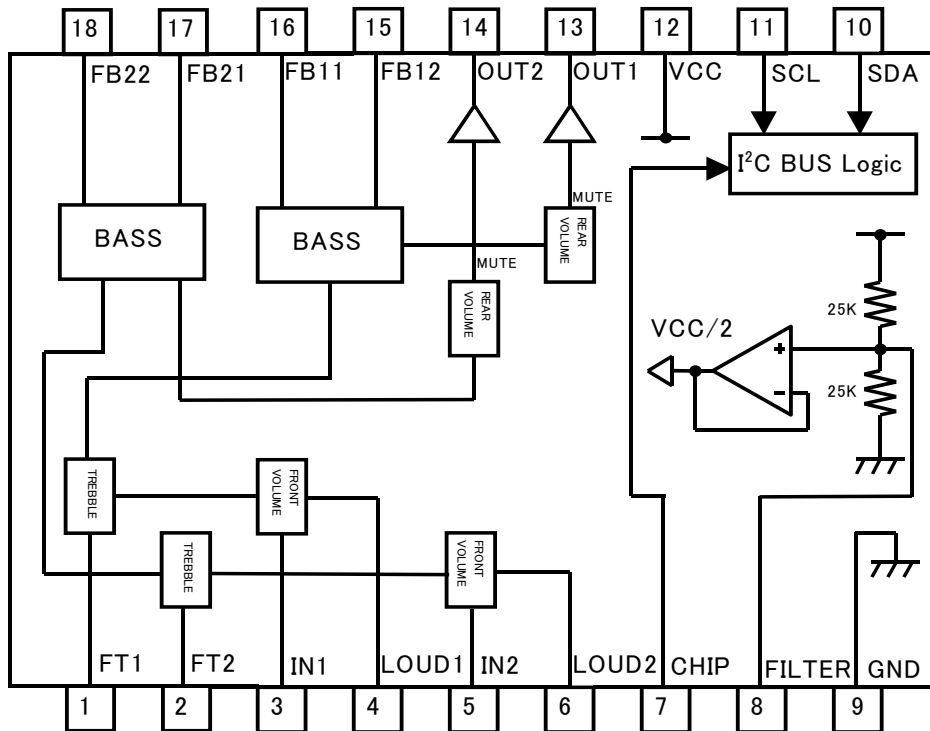 18 17 16 15 14 13 12 11 10
FB22 FB21 FB11 FB12 OUT2 OUT1 VCC SCL SDA
I²C BUS Logic
MUTE
BASS BASS REAR VOLUME
MUTE
REAR VOLUME
25K
VCC/2
+
25K
-
TREBBLE FRONT VOLUME
TREBBLE FRONT VOLUME
FT1 FT2 IN1 LOUD1 IN2 LOUD2 CHIP FILTER GND
1 2 3 4 5 6 7 8 9